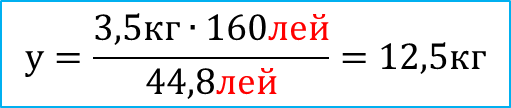 y = 3,5кг · 160лей / 44,8лей = 12,5кг